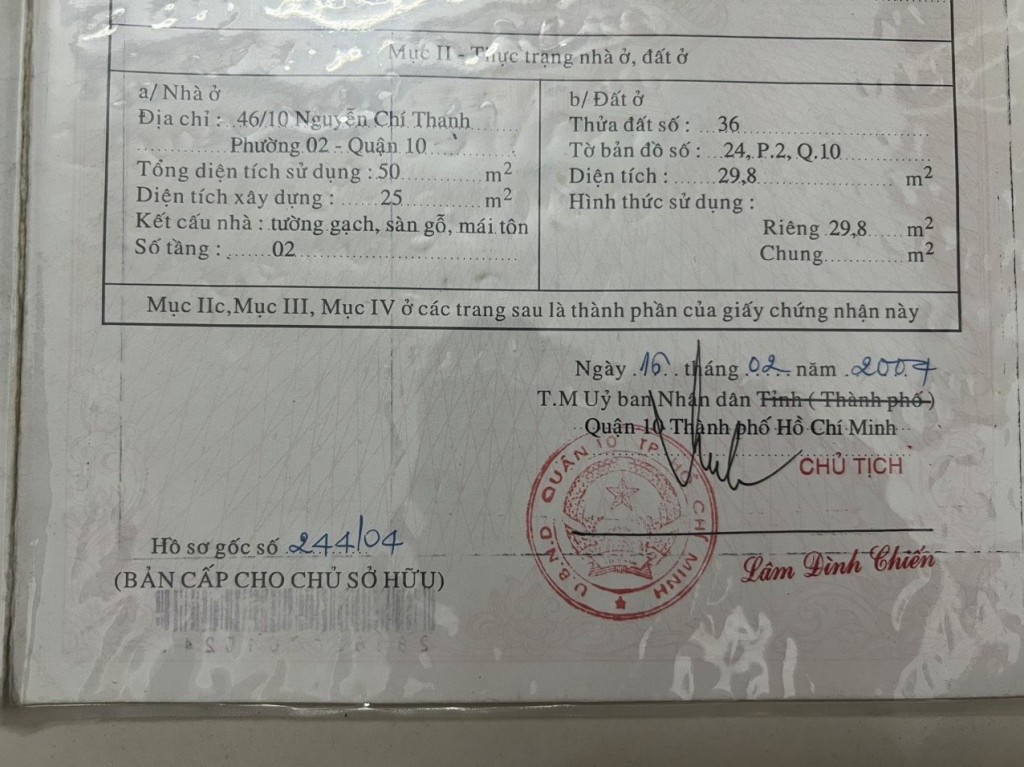 Mục II - Thực trạng nhà ở, đất ở
a/ Nhà ở
Địa chỉ : 46/10 Nguyễn Chí Thanh
Phường 02 - Quận 10
Tổng diện tích sử dụng : 50 m²
Diện tích xây dựng : 25 m²
Kết cấu nhà : tường gạch, sàn gỗ, mái tôn
Số tầng : 02
b/ Đất ở
Thửa đất số : 36
Tờ bản đồ số : 24, P.2, Q.10
Diện tích : 29,8 m²
Hình thức sử dụng :
Riêng 29,8 m²
Chung m²
Mục IIc,Mục III, Mục IV ở các trang sau là thành phần của giấy chứng nhận này
Ngày 16 tháng 02 năm 2004
T.M Uỷ ban Nhân dân Tỉnh ( Thành phố )
Quận 10 Thành phố Hồ Chí Minh
CHỦ TỊCH
U.B.N.D QUẬN 10 TP HỒ CHÍ MINH
Lâm Đình Chiến
Hồ sơ gốc số 244/04
(BẢN CẤP CHO CHỦ SỞ HỮU)